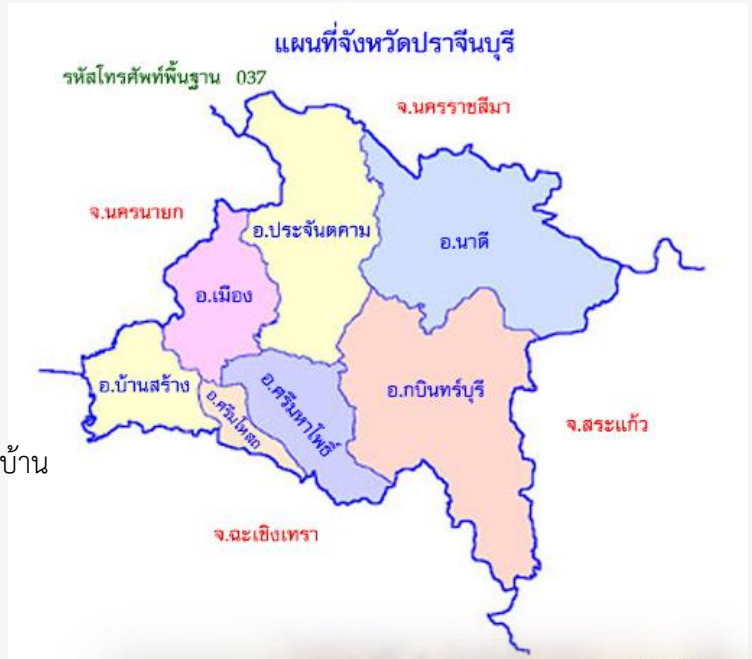 แผนที่จังหวัดปราจีนบุรี
รหัสโทรศัพท์พื้นฐาน 037
จ.นครราชสีมา
จ.นครนายก
อ.ประจันตคาม
อ.นาดี
อ.เมือง
อ.บ้านสร้าง
อ.ศรีมโหสถ
อ.ศรีมหาโพธิ์
อ.กบินทร์บุรี
จ.สระแก้ว
บ้าน
จ.ฉะเชิงเทรา